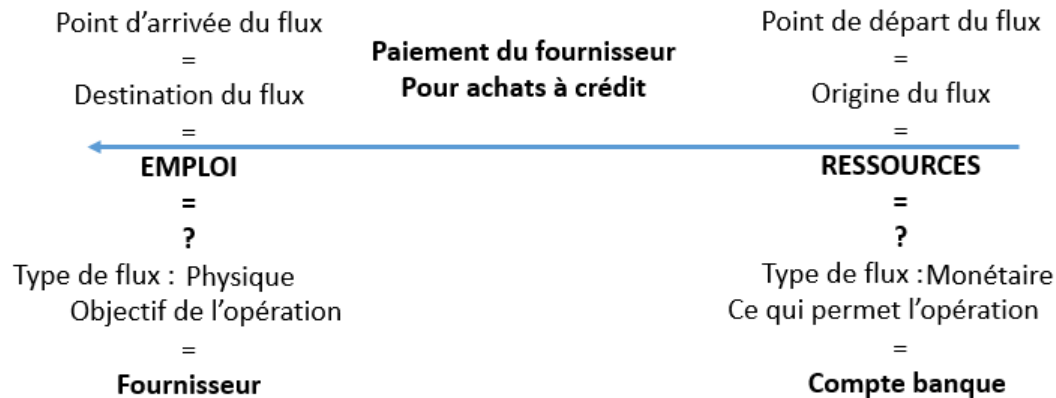 Point d’arrivée du flux
=
Destination du flux
=
EMPLOI
=
?
Type de flux : Physique
Objectif de l’opération
=
Fournisseur
Paiement du fournisseur
Pour achats à crédit
Point de départ du flux
=
Origine du flux
=
RESSOURCES
=
?
Type de flux : Monétaire
Ce qui permet l’opération
=
Compte banque